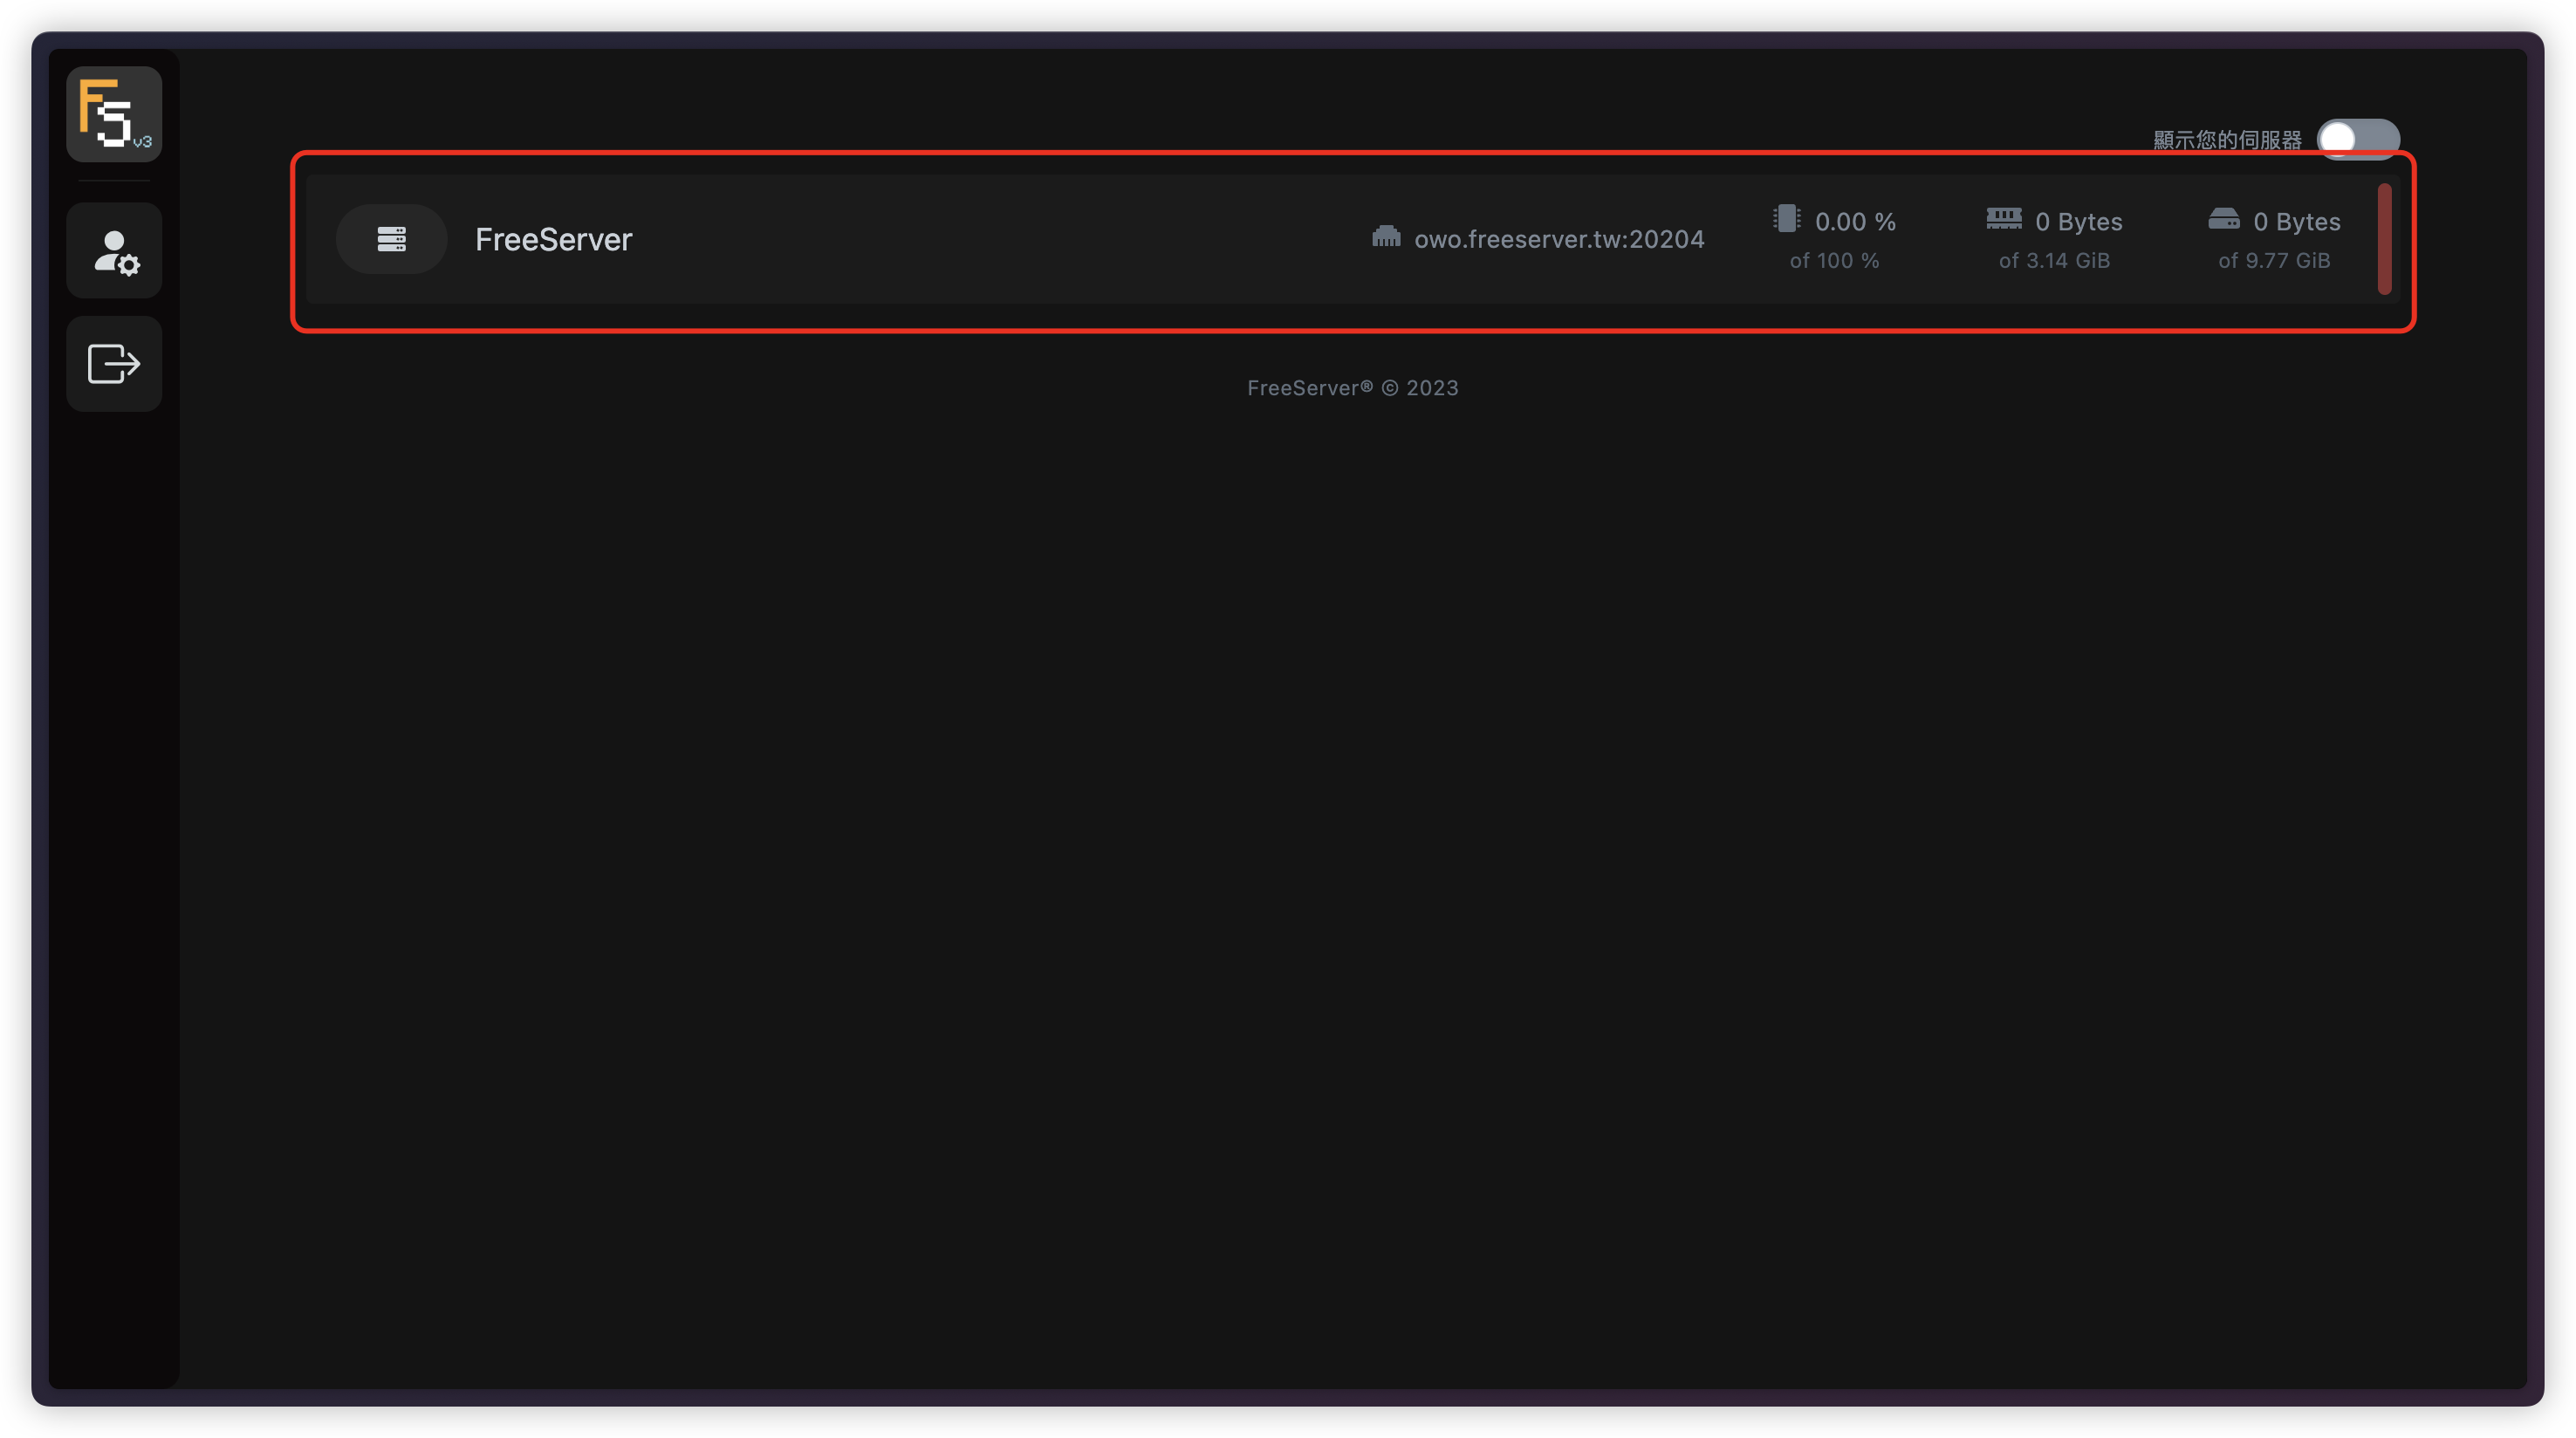 FS v3
顯示您的伺服器
FreeServer
owo.freeserver.tw:20204
0.00 %
of 100 %
0 Bytes
of 3.14 GiB
0 Bytes
of 9.77 GiB
FreeServer® © 2023